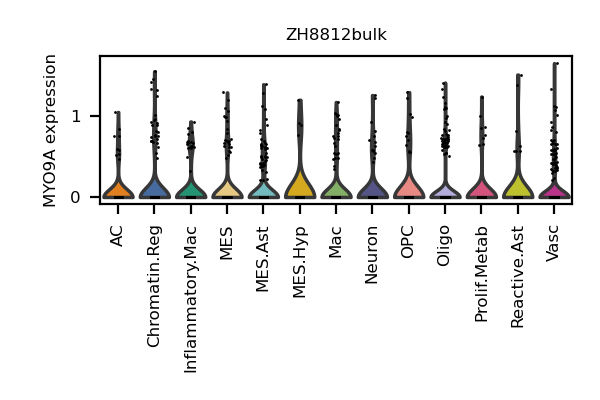 ZH8812bulk
MYO9A expression
1
0
AC
Chromatin.Reg
Inflammatory.Mac
MES
MES.Ast
MES.Hyp
Mac
Neuron
OPC
Oligo
Prolif.Metab
Reactive.Ast
Vasc